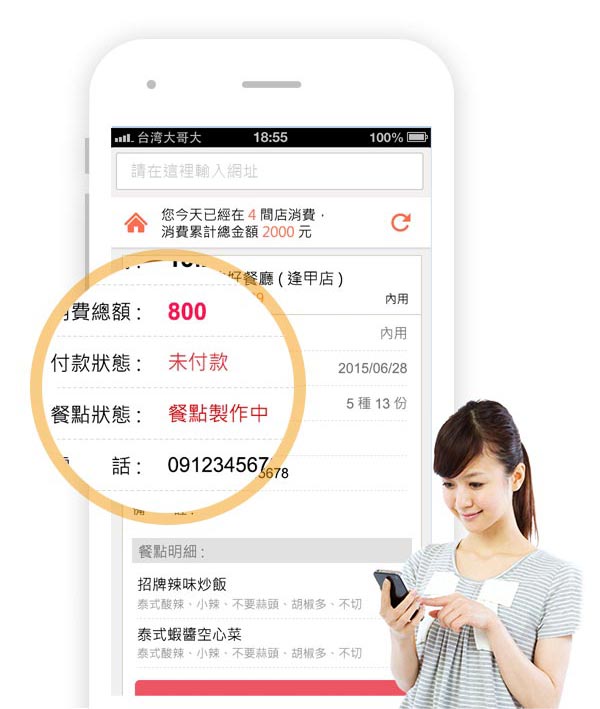 台湾大哥大 18:55 100%
請在這裡輸入網址
您今天已經在 4 間店消費，
消費累計總金額 2000 元
好餐廳 ( 逢甲店 )
內用
費總額： 800
內用
付款狀態： 未付款
2015/06/28
餐點狀態： 餐點製作中
5 種 13 份
話： 091234567
5678
餐點明細：
招牌辣味炒飯
泰式酸辣、小辣、不要蒜頭、胡椒多、不切
泰式蝦醬空心菜
泰式酸辣、小辣、不要蒜頭、胡椒多、不切